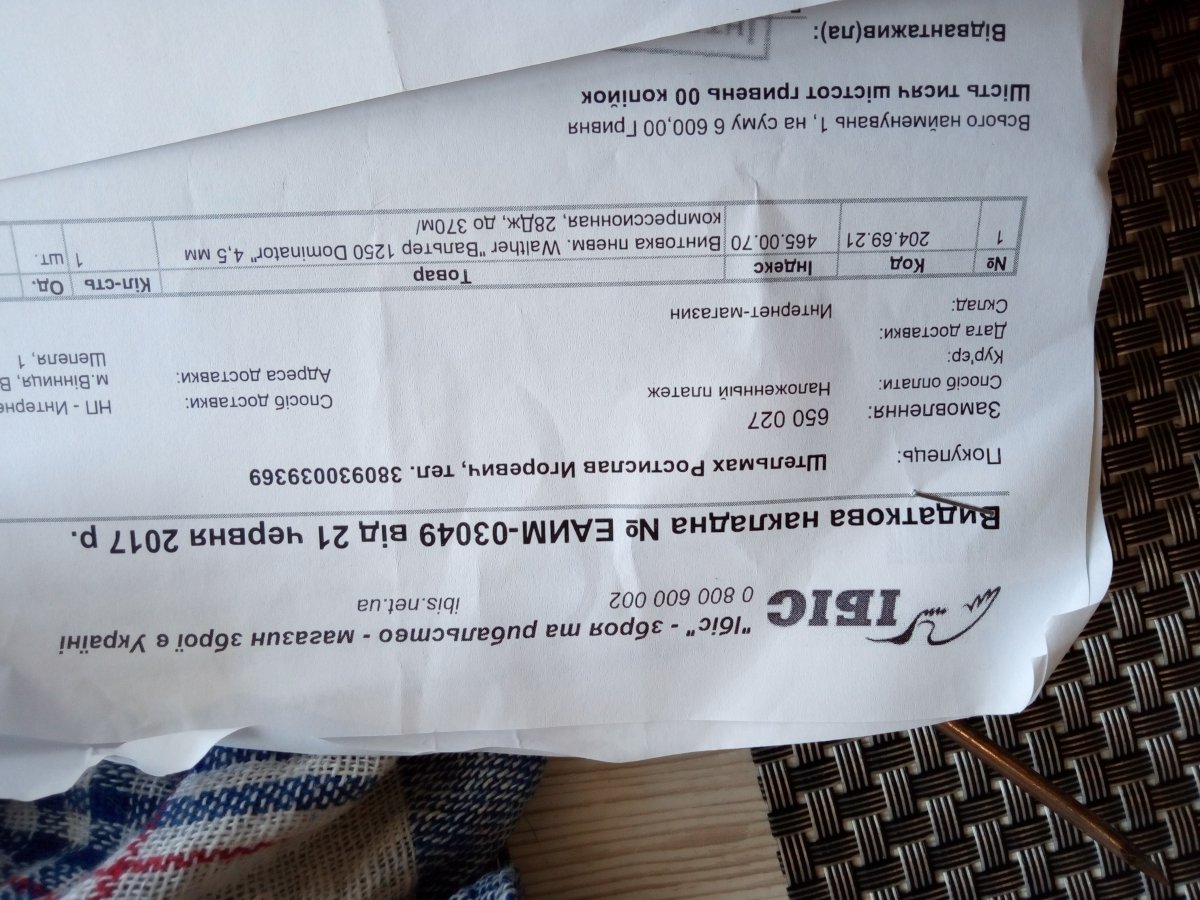 ІБІС
"Ібіс" - зброя та рибальство - магазин зброї в Україні
0 800 600 002 ibis.net.ua
Видаткова накладна № ЕАИМ-03049 від 21 червня 2017 р.
Покупець: Штельмах Ростислав Игоревич, тел. 380930039369
Замовлення: 650 027
Спосіб оплати: Наложенный платеж
Спосіб доставки: НП - Интерне
Кур'єр:
Адреса доставки: м.Вінниця, В
Шепеля, 1
Дата доставки:
Склад: Интернет-магазин
№ Код Індекс Товар Кіл-сть Од.
1 204.69.21 465.00.70 Винтовка пневм. Walther "Вальтер 1250 Dominator" 4,5 мм 1 шт.
компрессионная, 28Дж, до 370м/
Всього найменувань 1, на суму 6 600,00 Гривня
Шість тисяч шістсот гривень 00 копійок
Відвантажив(ла):